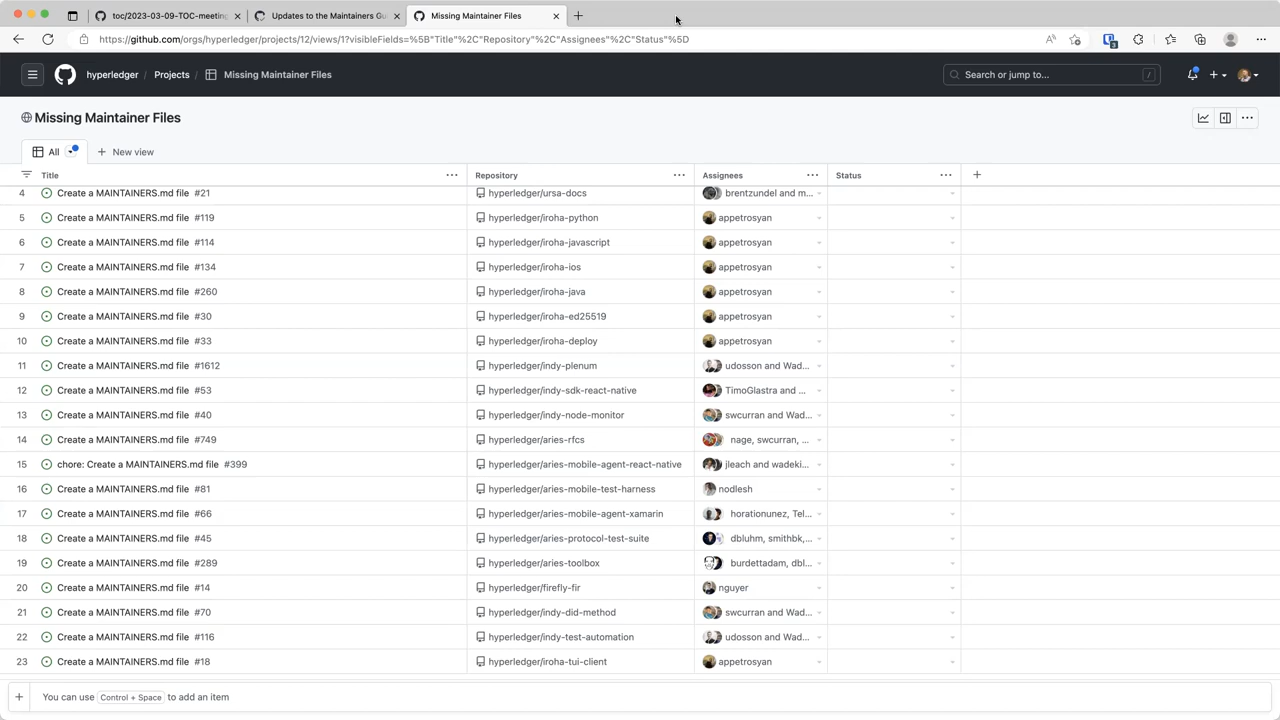 toc/2023-03-09-TOC-meeting
Updates to the Maintainers Gui
Missing Maintainer Files
https://github.com/orgs/hyperledger/projects/12/views/1?visibleFields=%5B"Title"%2C"Repository"%2C"Assignees"%2C"Status"%5D
hyperledger / Projects / Missing Maintainer Files
Search or jump to... /
Missing Maintainer Files
All
New view
Title Repository Assignees Status
4 Create a MAINTAINERS.md file #21 hyperledger/ursa-docs brentzundel and m...
5 Create a MAINTAINERS.md file #119 hyperledger/iroha-python appetrosyan
6 Create a MAINTAINERS.md file #114 hyperledger/iroha-javascript appetrosyan
7 Create a MAINTAINERS.md file #134 hyperledger/iroha-ios appetrosyan
8 Create a MAINTAINERS.md file #260 hyperledger/iroha-java appetrosyan
9 Create a MAINTAINERS.md file #30 hyperledger/iroha-ed25519 appetrosyan
10 Create a MAINTAINERS.md file #33 hyperledger/iroha-deploy appetrosyan
11 Create a MAINTAINERS.md file #1612 hyperledger/indy-plenum udosson and Wad...
12 Create a MAINTAINERS.md file #53 hyperledger/indy-sdk-react-native TimoGlastra and ...
13 Create a MAINTAINERS.md file #40 hyperledger/indy-node-monitor swcurran and Wad...
14 Create a MAINTAINERS.md file #749 hyperledger/aries-rfcs nage, swcurran, ...
15 chore: Create a MAINTAINERS.md file #399 hyperledger/aries-mobile-agent-react-native jleach and wadeki...
16 Create a MAINTAINERS.md file #81 hyperledger/aries-mobile-test-harness nodlesh
17 Create a MAINTAINERS.md file #66 hyperledger/aries-mobile-agent-xamarin horationunez, Tel...
18 Create a MAINTAINERS.md file #45 hyperledger/aries-protocol-test-suite dbluhm, smithbk,...
19 Create a MAINTAINERS.md file #289 hyperledger/aries-toolbox burdettadam, dbl...
20 Create a MAINTAINERS.md file #14 hyperledger/firefly-fir nguyer
21 Create a MAINTAINERS.md file #70 hyperledger/indy-did-method swcurran and Wad...
22 Create a MAINTAINERS.md file #116 hyperledger/indy-test-automation udosson and Wad...
23 Create a MAINTAINERS.md file #18 hyperledger/iroha-tui-client appetrosyan
You can use Control + Space to add an item